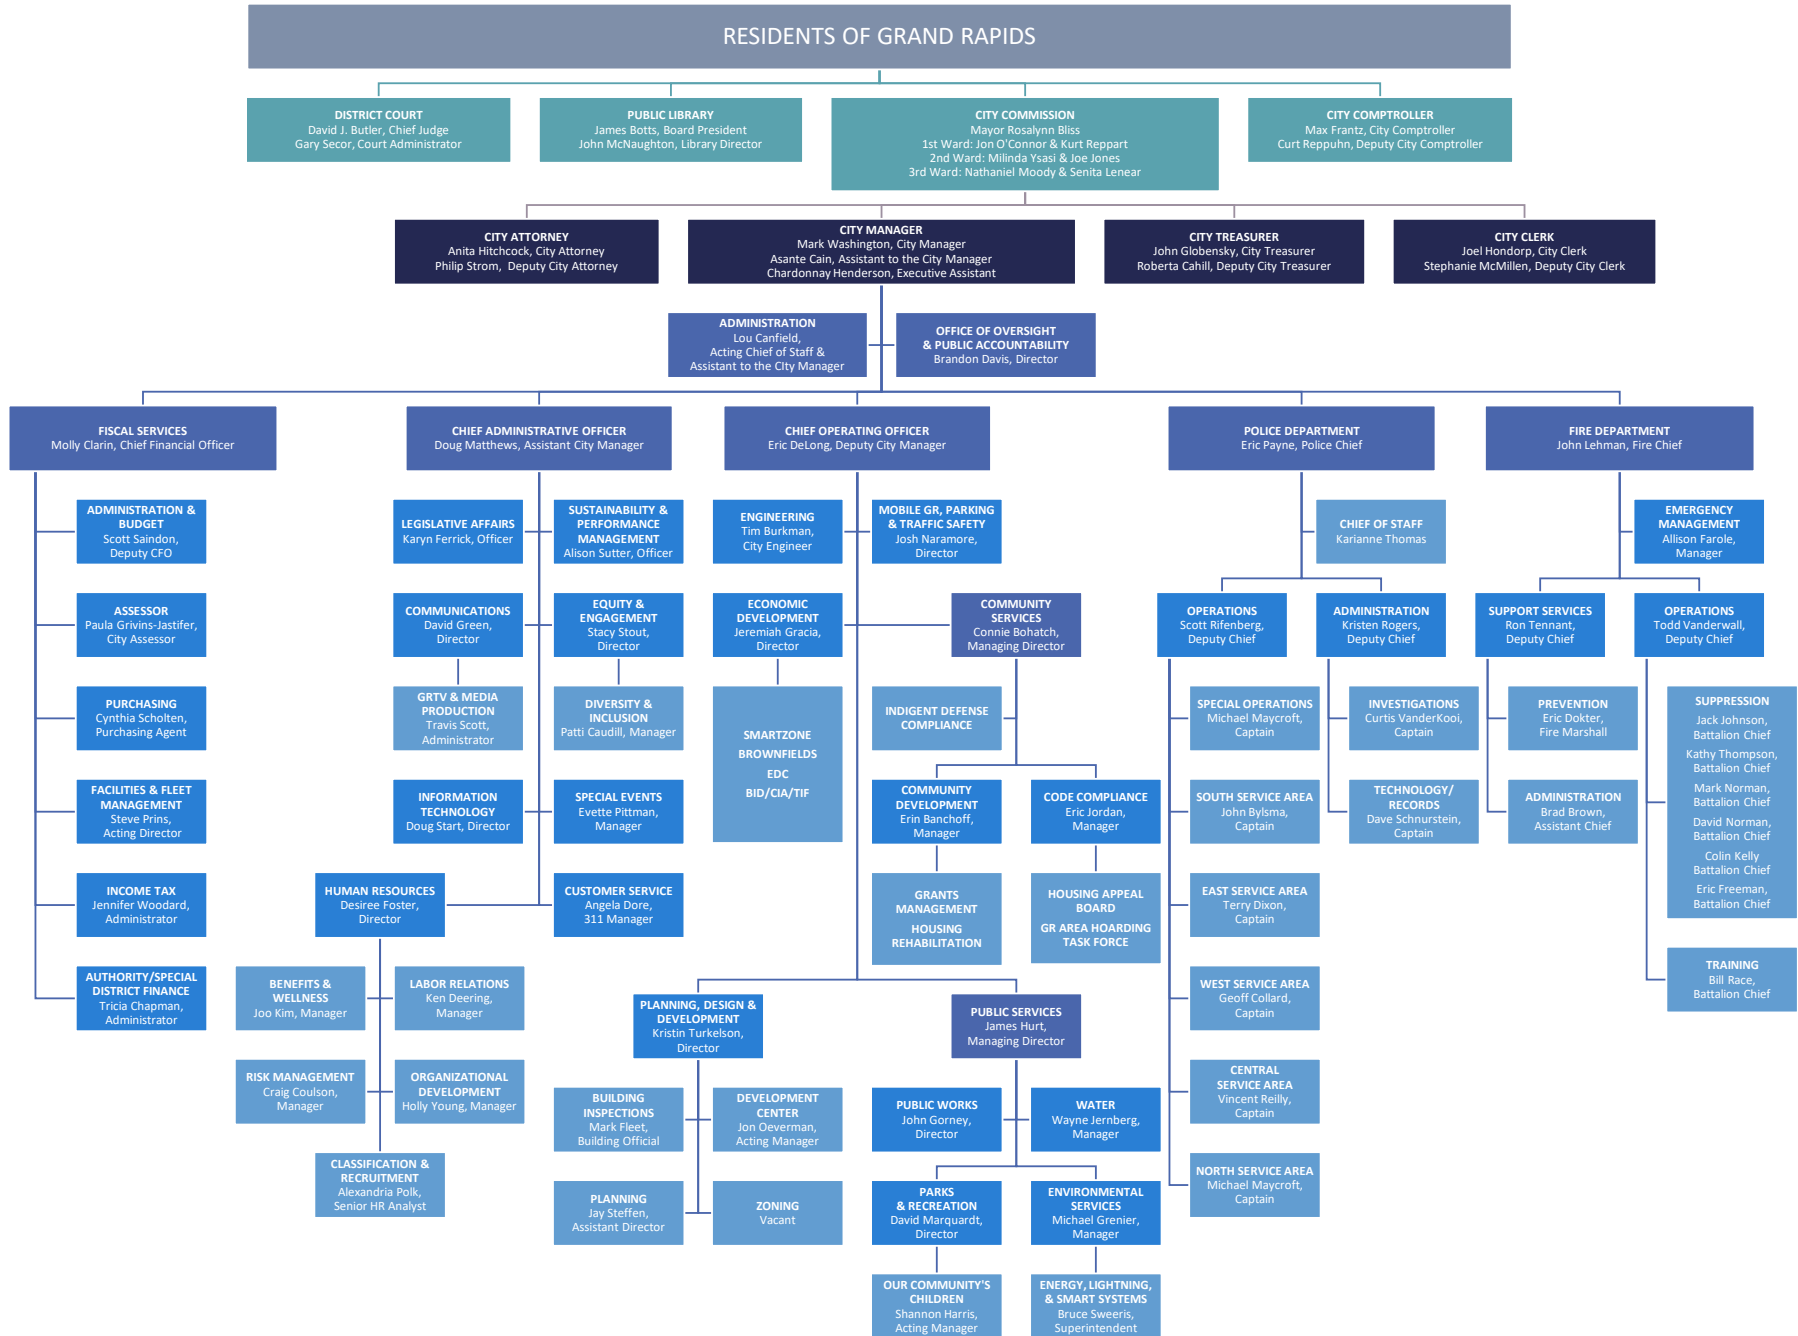 RESIDENTS OF GRAND RAPIDS
DISTRICT COURT
David J. Butler, Chief Judge
Gary Secor, Court Administrator
PUBLIC LIBRARY
James Botts, Board President
John McNaughton, Library Director
CITY COMMISSION
Mayor Rosalynn Bliss
1st Ward: Jon O'Connor & Kurt Reppart
2nd Ward: Milinda Ysasi & Joe Jones
3rd Ward: Nathaniel Moody & Senita Lenear
CITY COMPTROLLER
Max Frantz, City Comptroller
Curt Reppuhn, Deputy City Comptroller
CITY ATTORNEY
Anita Hitchcock, City Attorney
Philip Strom, Deputy City Attorney
CITY MANAGER
Mark Washington, City Manager
Asante Cain, Assistant to the City Manager
Chardonnay Henderson, Executive Assistant
CITY TREASURER
John Globensky, City Treasurer
Roberta Cahill, Deputy City Treasurer
CITY CLERK
Joel Hondorp, City Clerk
Stephanie McMillen, Deputy City Clerk
ADMINISTRATION
Lou Canfield,
Acting Chief of Staff &
Assistant to the CIty Manager
OFFICE OF OVERSIGHT
& PUBLIC ACCOUNTABILITY
Brandon Davis, Director
FISCAL SERVICES
Molly Clarin, Chief Financial Officer
CHIEF ADMINISTRATIVE OFFICER
Doug Matthews, Assistant City Manager
CHIEF OPERATING OFFICER
Eric DeLong, Deputy City Manager
POLICE DEPARTMENT
Eric Payne, Police Chief
FIRE DEPARTMENT
John Lehman, Fire Chief
ADMINISTRATION &
BUDGET
Scott Saindon,
Deputy CFO
LEGISLATIVE AFFAIRS
Karyn Ferrick, Officer
SUSTAINABILITY &
PERFORMANCE
MANAGEMENT
Alison Sutter, Officer
ENGINEERING
Tim Burkman,
City Engineer
MOBILE GR, PARKING
& TRAFFIC SAFETY
Josh Naramore,
Director
CHIEF OF STAFF
Karianne Thomas
EMERGENCY
MANAGEMENT
Allison Farole,
Manager
ASSESSOR
Paula Grivins-Jastifer,
City Assessor
COMMUNICATIONS
David Green,
Director
EQUITY &
ENGAGEMENT
Stacy Stout,
Director
ECONOMIC
DEVELOPMENT
Jeremiah Gracia,
Director
COMMUNITY
SERVICES
Connie Bohatch,
Managing Director
OPERATIONS
Scott Rifenberg,
Deputy Chief
ADMINISTRATION
Kristen Rogers,
Deputy Chief
SUPPORT SERVICES
Ron Tennant,
Deputy Chief
OPERATIONS
Todd Vanderwall,
Deputy Chief
PURCHASING
Cynthia Scholten,
Purchasing Agent
GRTV & MEDIA
PRODUCTION
Travis Scott,
Administrator
DIVERSITY &
INCLUSION
Patti Caudill, Manager
SMARTZONE
BROWNFIELDS
EDC
BID/CIA/TIF
INDIGENT DEFENSE
COMPLIANCE
SPECIAL OPERATIONS
Michael Maycroft,
Captain
INVESTIGATIONS
Curtis VanderKooi,
Captain
PREVENTION
Eric Dokter,
Fire Marshall
SUPPRESSION
Jack Johnson,
Battalion Chief
Kathy Thompson,
Battalion Chief
Mark Norman,
Battalion Chief
David Norman,
Battalion Chief
Colin Kelly
Battalion Chief
Eric Freeman,
Battalion Chief
FACILITIES & FLEET
MANAGEMENT
Steve Prins,
Acting Director
INFORMATION
TECHNOLOGY
Doug Start, Director
SPECIAL EVENTS
Evette Pittman,
Manager
COMMUNITY
DEVELOPMENT
Erin Banchoff,
Manager
CODE COMPLIANCE
Eric Jordan,
Manager
SOUTH SERVICE AREA
John Bylsma,
Captain
TECHNOLOGY/
RECORDS
Dave Schnurstein,
Captain
ADMINISTRATION
Brad Brown,
Assistant Chief
INCOME TAX
Jennifer Woodard,
Administrator
HUMAN RESOURCES
Desiree Foster,
Director
CUSTOMER SERVICE
Angela Dore,
311 Manager
GRANTS
MANAGEMENT
HOUSING
REHABILITATION
HOUSING APPEAL
BOARD
GR AREA HOARDING
TASK FORCE
EAST SERVICE AREA
Terry Dixon,
Captain
TRAINING
Bill Race,
Battalion Chief
AUTHORITY/SPECIAL
DISTRICT FINANCE
Tricia Chapman,
Administrator
BENEFITS &
WELLNESS
Joo Kim, Manager
LABOR RELATIONS
Ken Deering,
Manager
PLANNING, DESIGN &
DEVELOPMENT
Kristin Turkelson,
Director
PUBLIC SERVICES
James Hurt,
Managing Director
WEST SERVICE AREA
Geoff Collard,
Captain
RISK MANAGEMENT
Craig Coulson,
Manager
ORGANIZATIONAL
DEVELOPMENT
Holly Young, Manager
BUILDING
INSPECTIONS
Mark Fleet,
Building Official
DEVELOPMENT
CENTER
Jon Oeverman,
Acting Manager
PUBLIC WORKS
John Gorney,
Director
WATER
Wayne Jernberg,
Manager
CENTRAL
SERVICE AREA
Vincent Reilly,
Captain
CLASSIFICATION &
RECRUITMENT
Alexandria Polk,
Senior HR Analyst
PLANNING
Jay Steffen,
Assistant Director
ZONING
Vacant
PARKS
& RECREATION
David Marquardt,
Director
ENVIRONMENTAL
SERVICES
Michael Grenier,
Manager
NORTH SERVICE AREA
Michael Maycroft,
Captain
OUR COMMUNITY'S
CHILDREN
Shannon Harris,
Acting Manager
ENERGY, LIGHTNING,
& SMART SYSTEMS
Bruce Sweeris,
Superintendent